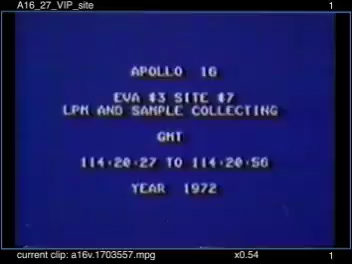 A16_27_VIP_site 1
APOLLO 16
EVA #3 SITE #7
LPM AND SAMPLE COLLECTING
GMT
114:20:27 TO 114:20:56
YEAR 1972
current clip: a16v.1703557.mpg x0.54 1